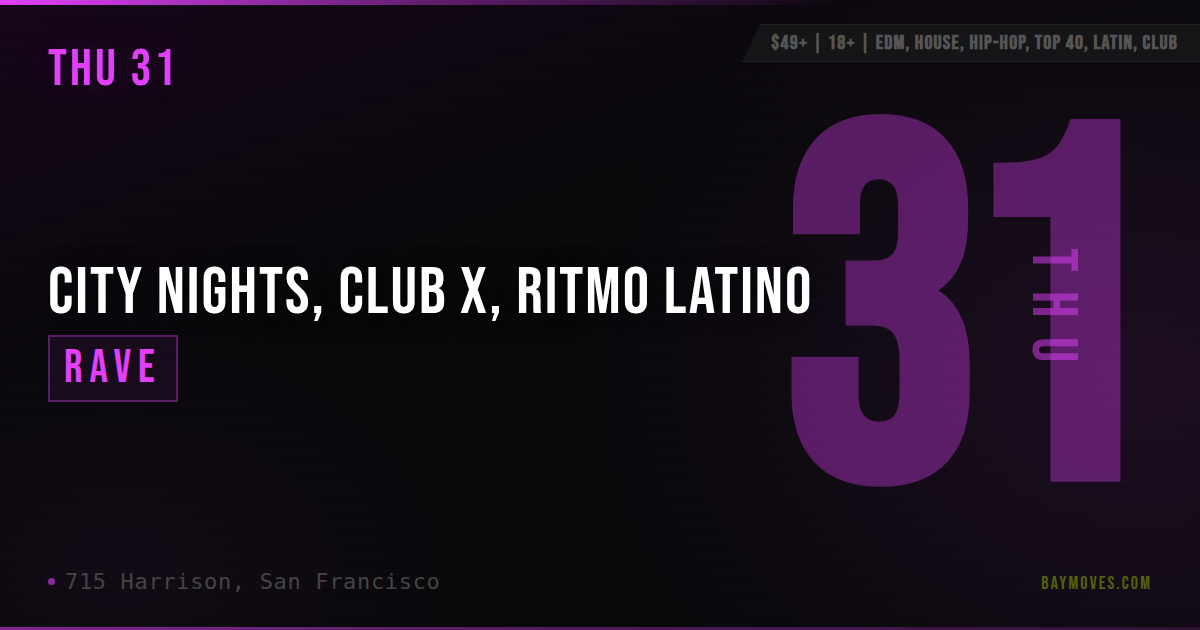 THU 31
$49+ | 18+ | EDM, HOUSE, HIP-HOP, TOP 40, LATIN, CLUB
31
THU
CITY NIGHTS, CLUB X, RITMO LATINO
RAVE
715 Harrison, San Francisco
BAYMOVES.COM